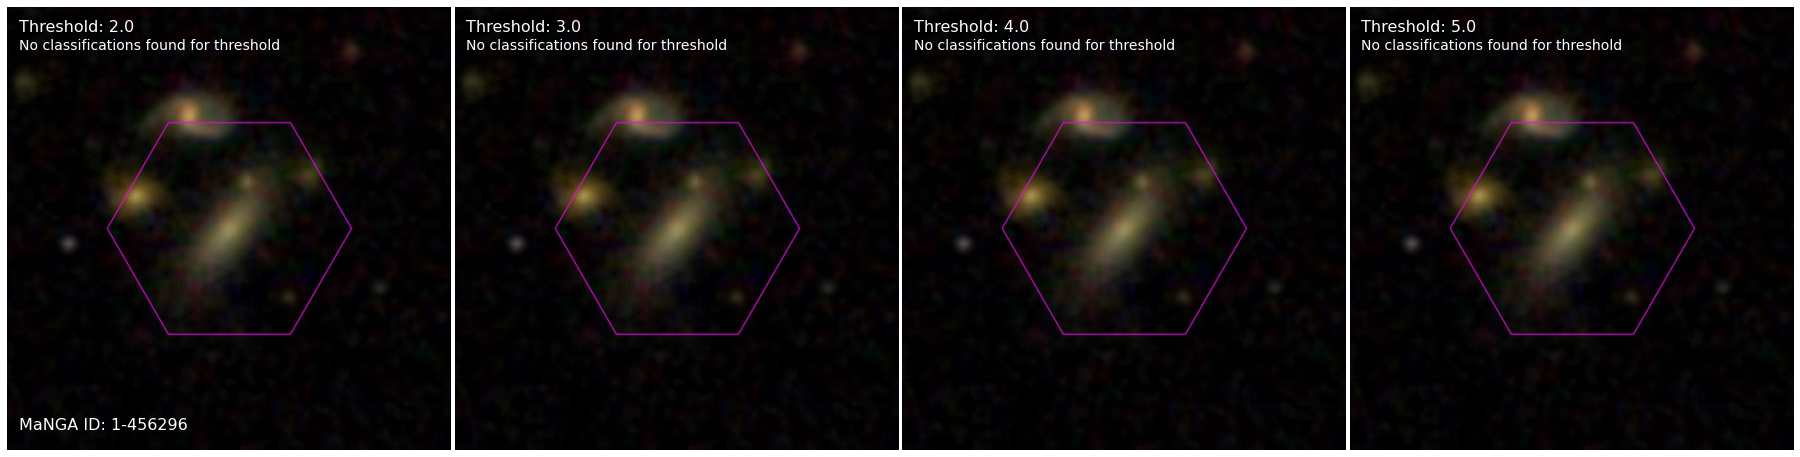 Threshold: 2.0
No classifications found for threshold
MaNGA ID: 1-456296
Threshold: 3.0
No classifications found for threshold
Threshold: 4.0
No classifications found for threshold
Threshold: 5.0
No classifications found for threshold